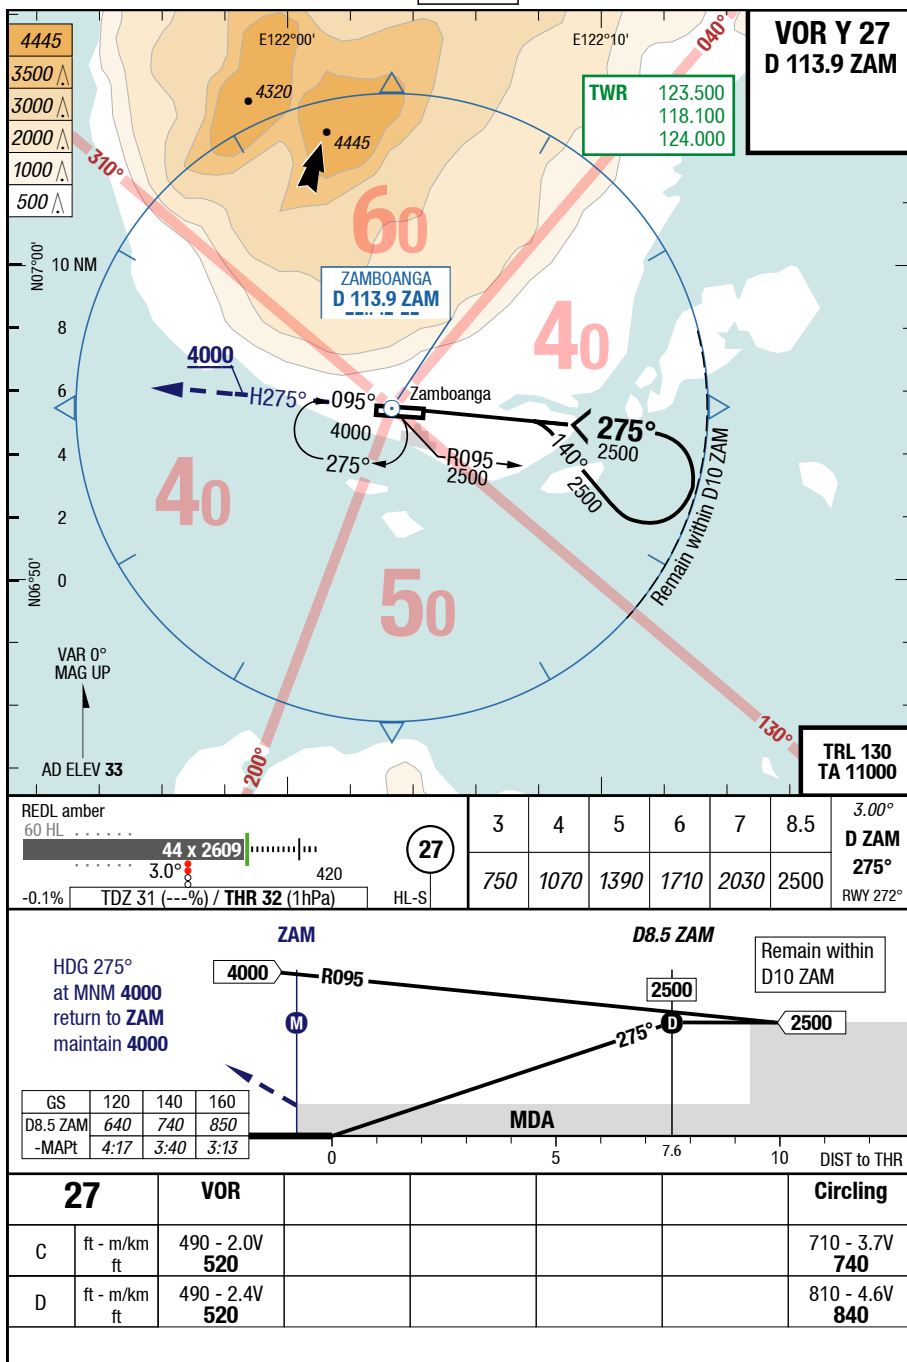 VOR Y 27
D 113.9 ZAM
4445
3500
3000
2000
1000
500
E122°00'
E122°10'
040°
TWR 123.500
118.100
124.000
4320
4445
310°
60
N07°00'
10 NM
8
6
4
2
0
N06°50'
ZAMBOANGA
D 113.9 ZAM
40
4000
H275°
095°
4000
275°
Zamboanga
R095
2500
275°
2500
140°
2500
Remain within D10 ZAM
40
50
VAR 0°
MAG UP
AD ELEV 33
200°
130°
TRL 130
TA 11000
REDL amber
60 HL
44 x 2609
3.0°
420
-0.1%
TDZ 31 (---%) / THR 32 (1hPa)
27
HL-S
3 4 5 6 7 8.5
750 1070 1390 1710 2030 2500
3.00°
D ZAM
275°
RWY 272°
ZAM
D8.5 ZAM
Remain within
D10 ZAM
HDG 275°
at MNM 4000
return to ZAM
maintain 4000
4000
R095
2500
M
D
275°
2500
MDA
GS 120 140 160
D8.5 ZAM 640 740 850
-MAPt 4:17 3:40 3:13
0 5 7.6 10 DIST to THR
27 VOR Circling
C ft - m/km 490 - 2.0V 710 - 3.7V
ft 520 740
D ft - m/km 490 - 2.4V 810 - 4.6V
ft 520 840